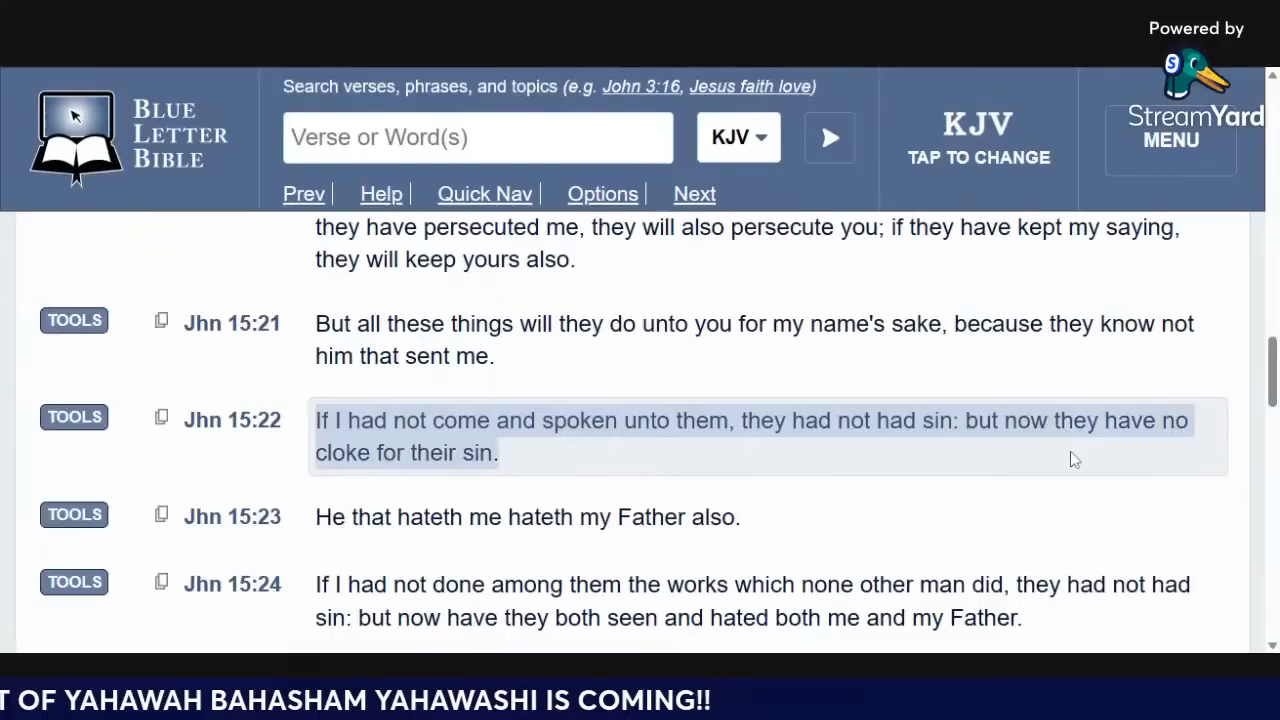 Powered by
StreamYard
BLUE
LETTER
BIBLE
Search verses, phrases, and topics (e.g. John 3:16, Jesus faith love)
Verse or Word(s)
KJV
KJV
TAP TO CHANGE
MENU
Prev | Help | Quick Nav | Options | Next
they have persecuted me, they will also persecute you; if they have kept my saying,
they will keep yours also.
TOOLS Jhn 15:21 But all these things will they do unto you for my name's sake, because they know not
him that sent me.
TOOLS Jhn 15:22 If I had not come and spoken unto them, they had not had sin: but now they have no
cloke for their sin.
TOOLS Jhn 15:23 He that hateth me hateth my Father also.
TOOLS Jhn 15:24 If I had not done among them the works which none other man did, they had not had
sin: but now have they both seen and hated both me and my Father.
T OF YAHAWAH BAHASHAM YAHAWASHI IS COMING!!